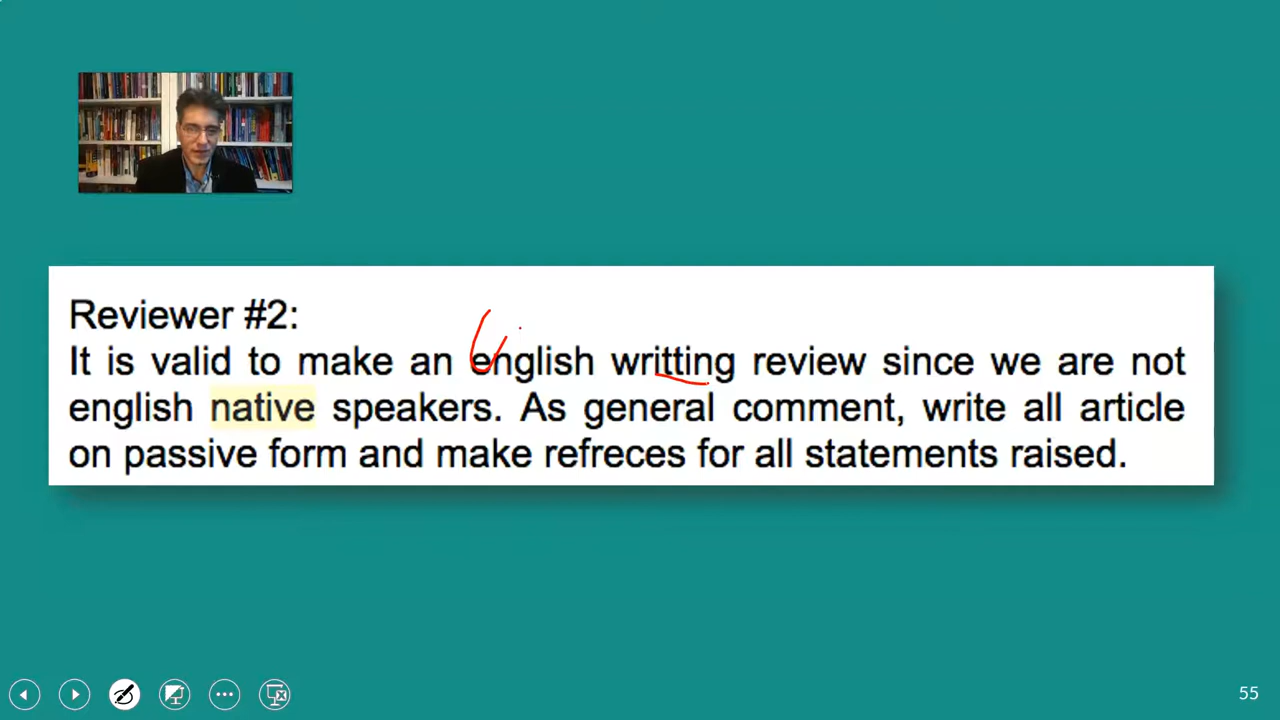 Reviewer #2:
It is valid to make an english writting review since we are not
english native speakers. As general comment, write all article
on passive form and make refreces for all statements raised.
55